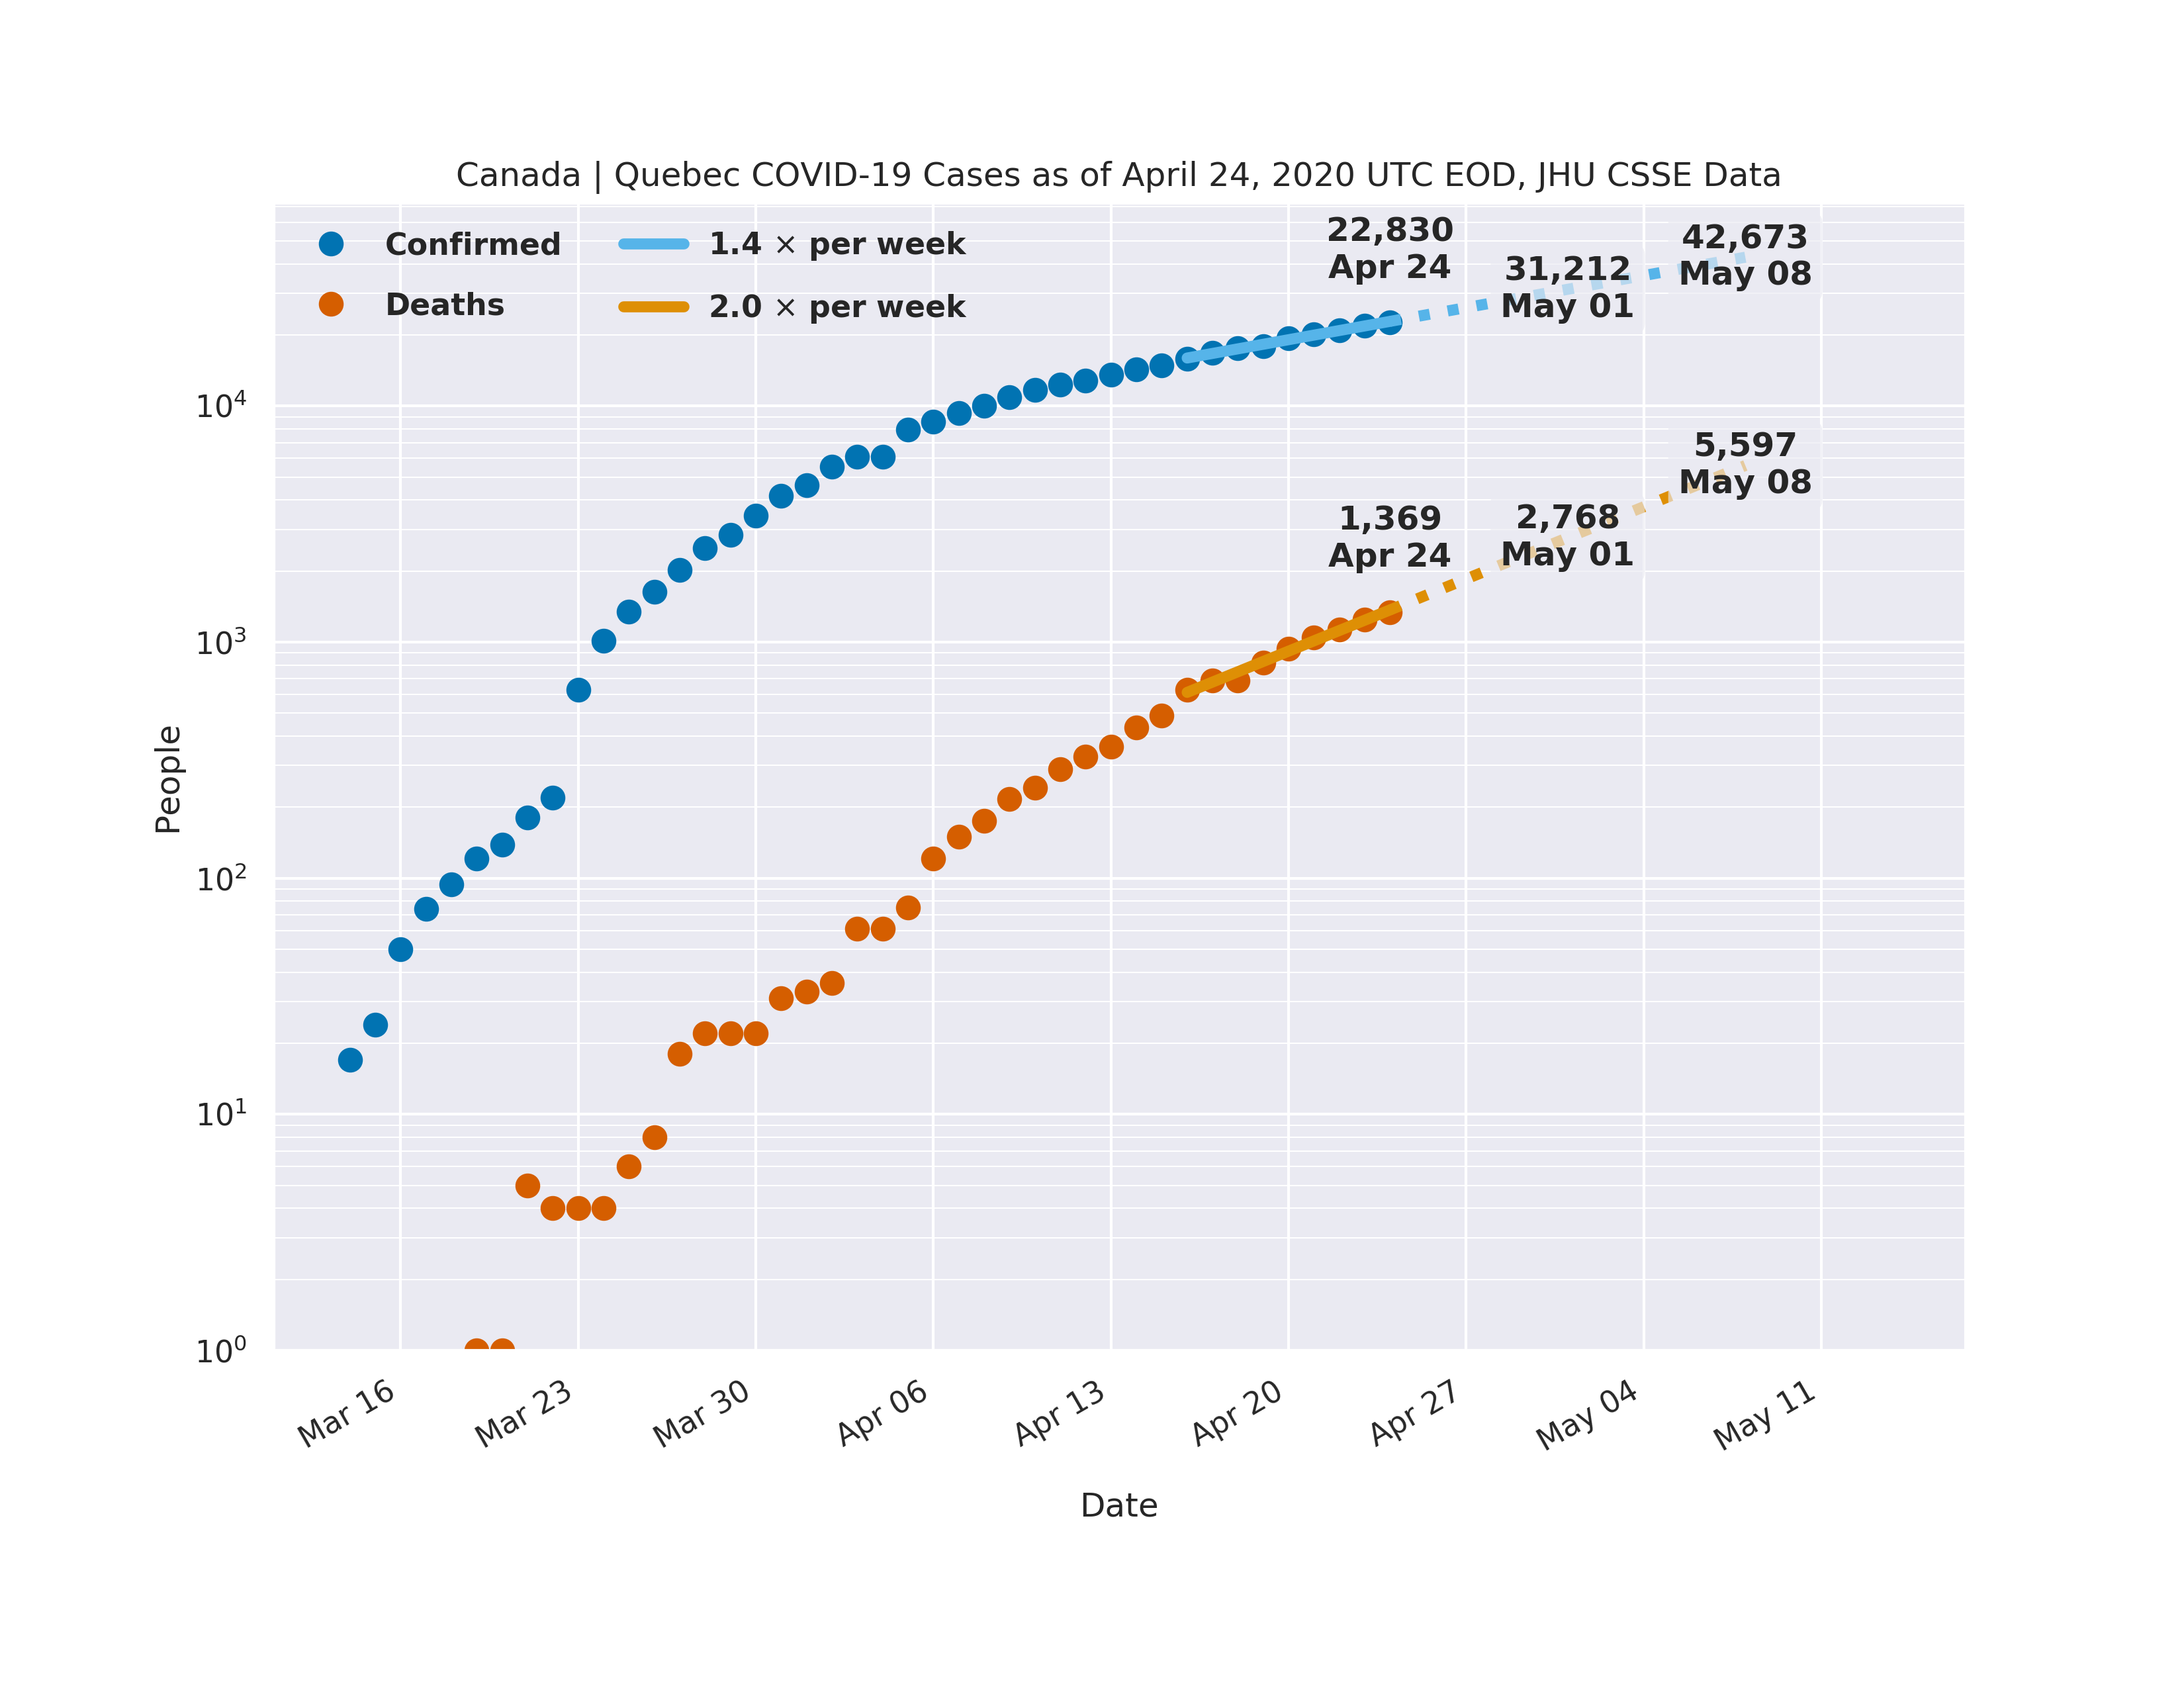 Canada | Quebec COVID-19 Cases as of April 24, 2020 UTC EOD, JHU CSSE Data
Confirmed
Deaths
1.4 × per week
2.0 × per week
22,830
Apr 24
31,212
May 01
42,673
May 08
1,369
Apr 24
2,768
May 01
5,597
May 08
People
10⁴
10³
10²
10¹
10⁰
Mar 16
Mar 23
Mar 30
Apr 06
Apr 13
Apr 20
Apr 27
May 04
May 11
Date